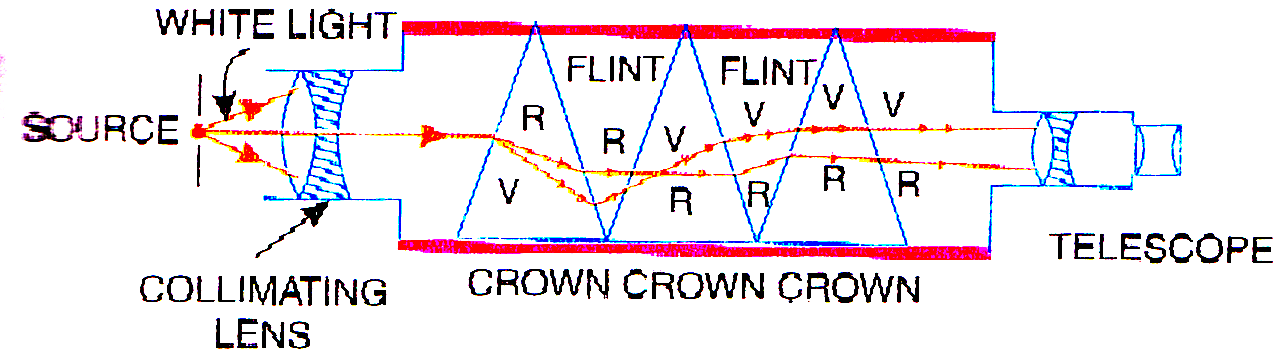 WHITE LIGHT
SOURCE
COLLIMATING
LENS
FLINT
FLINT
R
V
R
V
R
V
R
V
R
V
R
CROWN CROWN CROWN
TELESCOPE